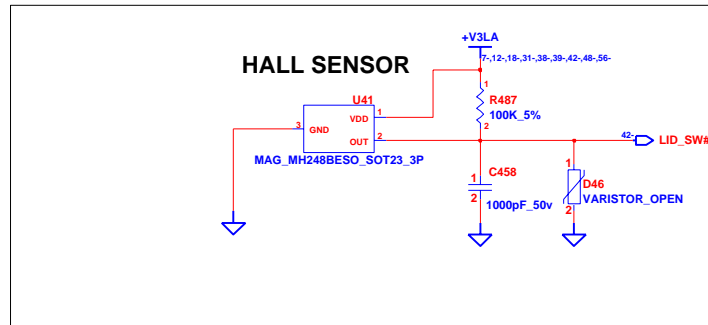 +V3LA
7-,12-,18-,31-,38-,39-,42-,48-,56-
HALL SENSOR
U41
1
R487
100K_5%
2
3
GND
VDD
1
OUT
2
MAG_MH248BESO_SOT23_3P
42-
LID_SW#
C458
1
2
1000pF_50v
1
D46
2
VARISTOR_OPEN